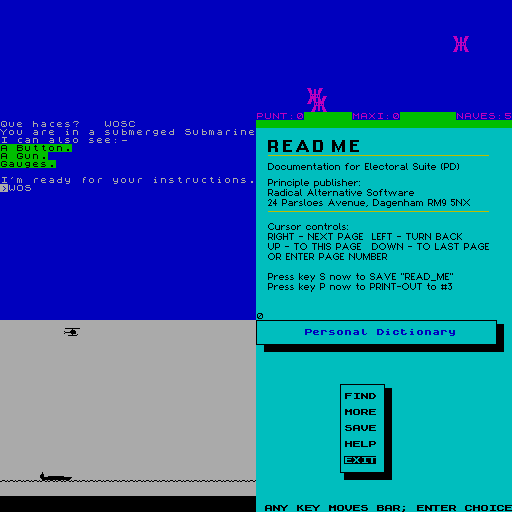 Que haces?   WOSC
You are in a submerged Submarine
I can also see:-
A Button.
A Gun.
Gauges.
I'm ready for your instructions.
>WOS
PUNT:0 MAXI:0 NAVES:5
READ ME
Documentation for Electoral Suite (PD)
Principle publisher:
Radical Alternative Software
24 Parsloes Avenue, Dagenham RM9 5NX
Cursor controls:
RIGHT - NEXT PAGE  LEFT - TURN BACK
UP - TO THIS PAGE  DOWN - TO LAST PAGE
OR ENTER PAGE NUMBER
Press key S now to SAVE "READ_ME"
Press key P now to PRINT-OUT to #3
0
Personal Dictionary
FIND
MORE
SAVE
HELP
EXIT
ANY KEY MOVES BAR; ENTER CHOICE